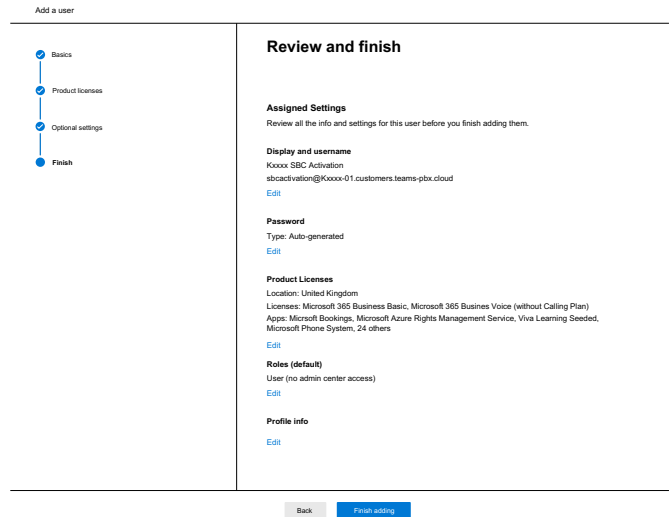 Add a user
Basics
Product licenses
Optional settings
Finish
Review and finish
Assigned Settings
Review all the info and settings for this user before you finish adding them.
Display and username
Kxxxx SBC Activation
sbcactivation@Kxxxx-01.customers.teams-pbx.cloud
Edit
Password
Type: Auto-generated
Edit
Product Licenses
Location: United Kingdom
Licenses: Microsoft 365 Business Basic, Microsoft 365 Busines Voice (without Calling Plan)
Apps: Micrsoft Bookings, Microsoft Azure Rights Management Service, Viva Learning Seeded,
Microsoft Phone System, 24 others
Edit
Roles (default)
User (no admin center access)
Edit
Profile info
Edit
Back
Finish adding